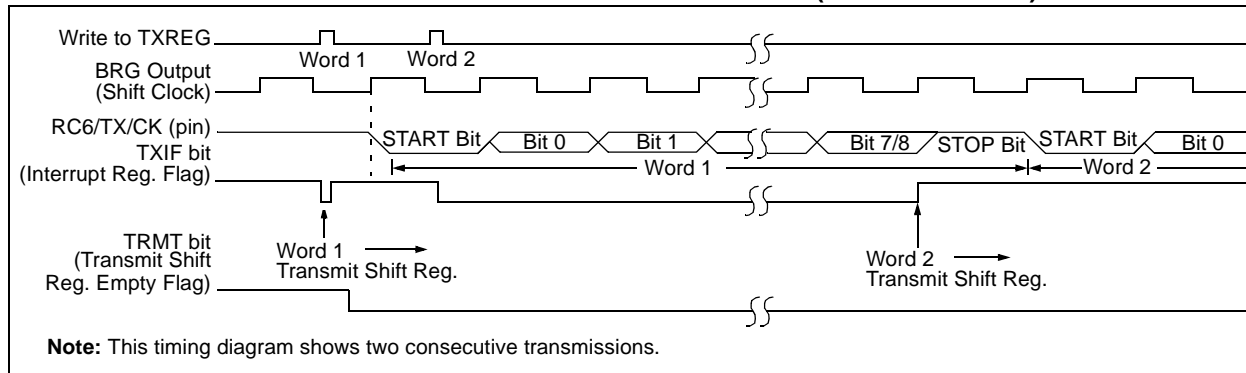 Write to TXREG
Word 1
Word 2
BRG Output
(Shift Clock)
RC6/TX/CK (pin)
START Bit
Bit 0
Bit 1
Bit 7/8
STOP Bit
START Bit
Bit 0
Word 1
Word 2
TXIF bit
(Interrupt Reg. Flag)
Word 1
Transmit Shift Reg.
Word 2
Transmit Shift Reg.
TRMT bit
(Transmit Shift
Reg. Empty Flag)
Note: This timing diagram shows two consecutive transmissions.